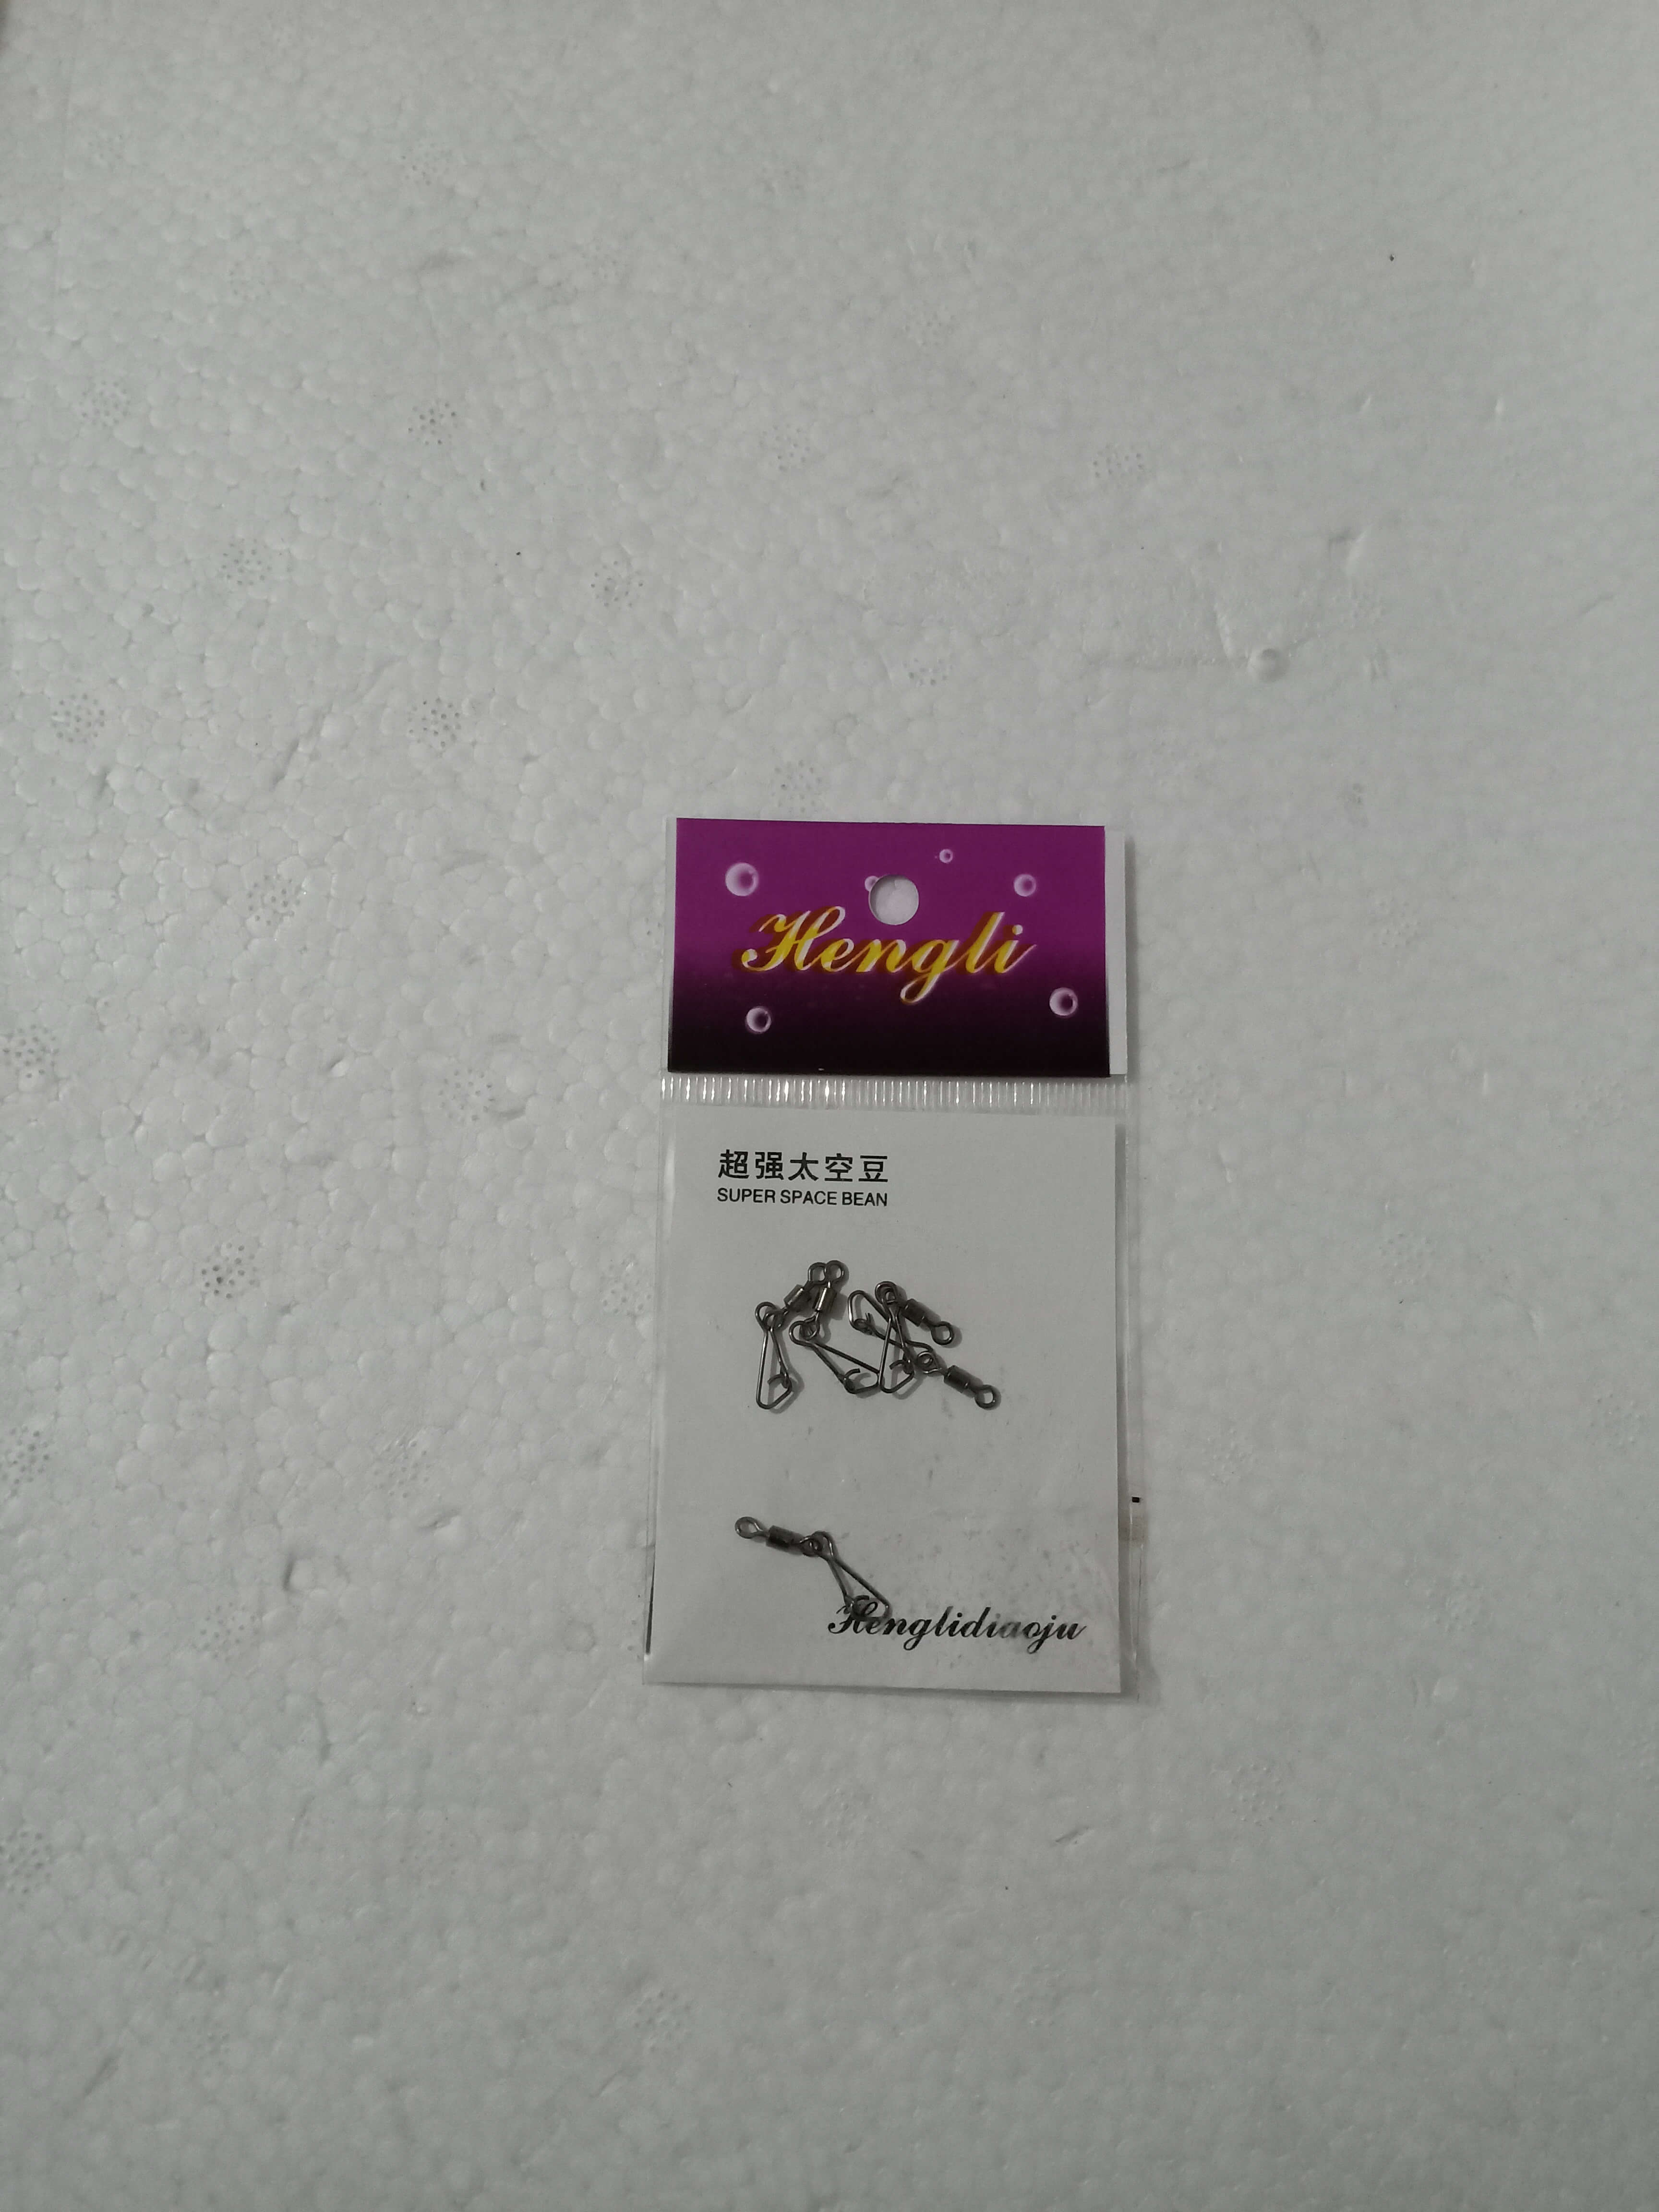 Hengli
超强太空豆
SUPER SPACE BEAN
Henglidiaoju